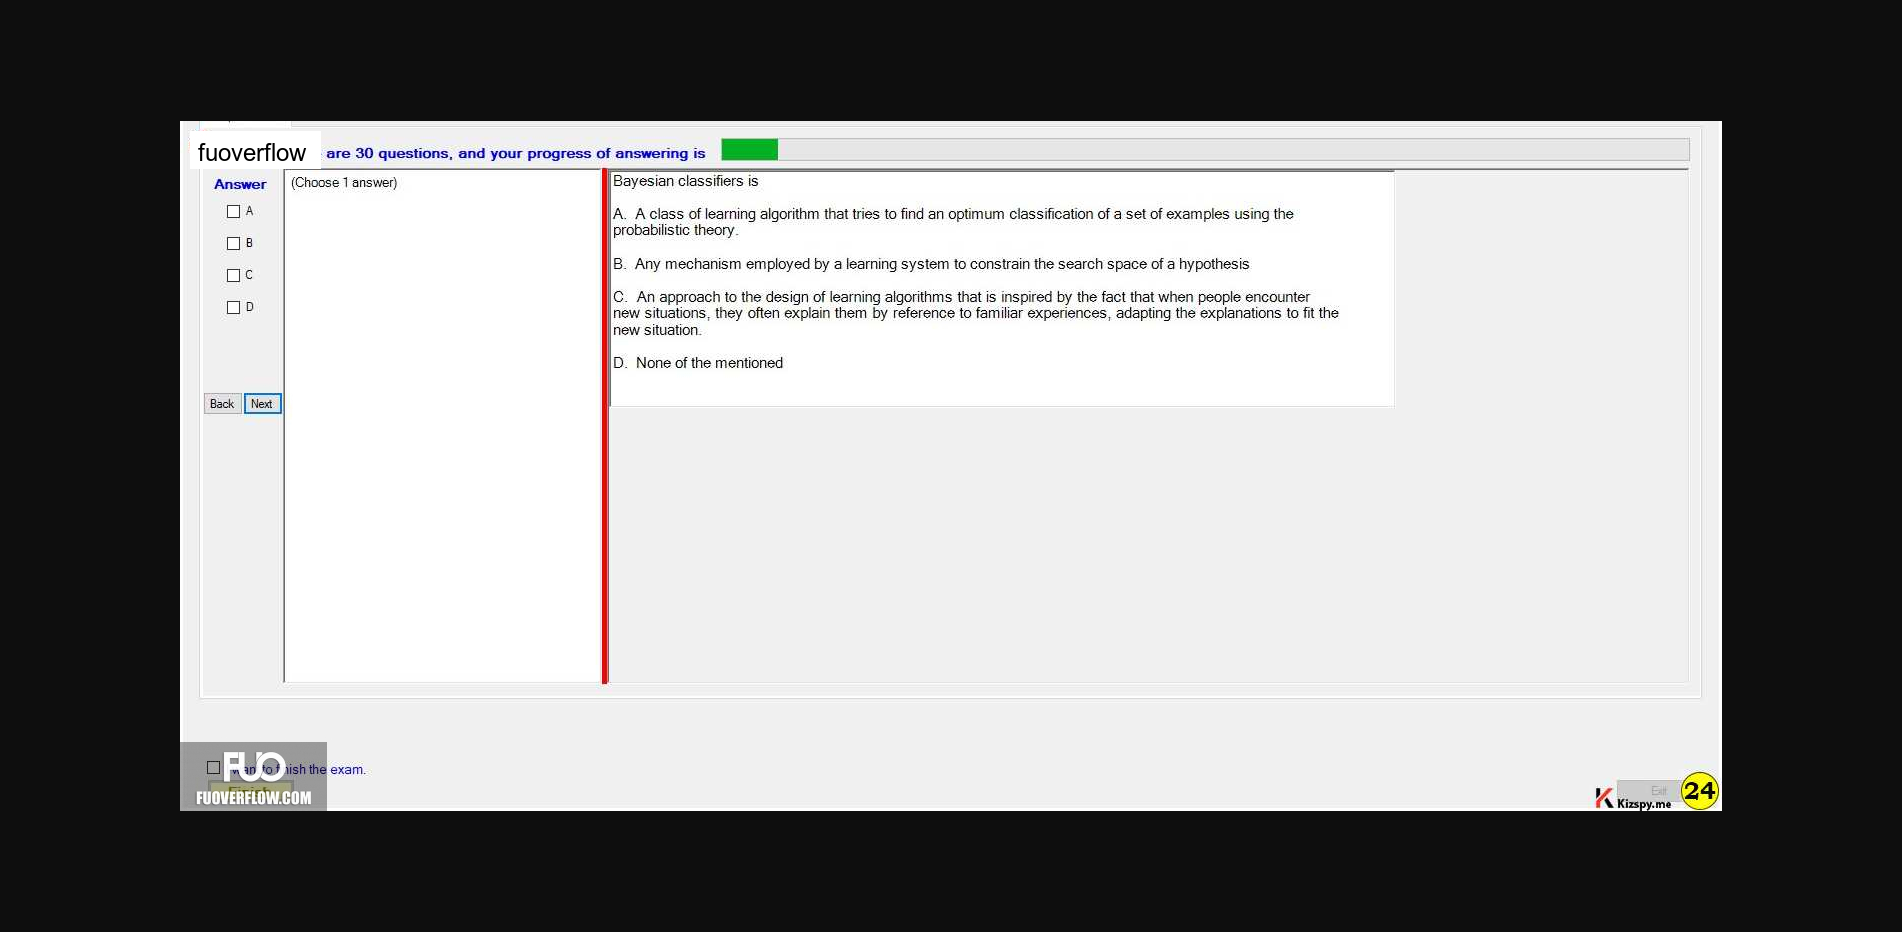 fuoverflow are 30 questions, and your progress of answering is
Answer
(Choose 1 answer)
A
B
C
D
Back Next
Bayesian classifiers is
A. A class of learning algorithm that tries to find an optimum classification of a set of examples using the
probabilistic theory.
B. Any mechanism employed by a learning system to constrain the search space of a hypothesis
C. An approach to the design of learning algorithms that is inspired by the fact that when people encounter
new situations, they often explain them by reference to familiar experiences, adapting the explanations to fit the
new situation.
D. None of the mentioned
want to finish the exam.
Finish
FUO
FUOVERFLOW.COM
Exit
Kizspy.me
24